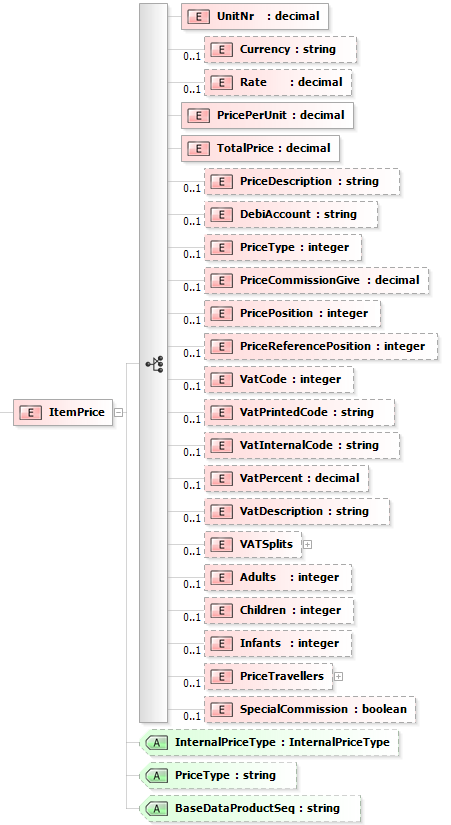 E UnitNr : decimal
E Currency : string
0..1
E Rate : decimal
0..1
E PricePerUnit : decimal
E TotalPrice : decimal
E PriceDescription : string
0..1
E DebiAccount : string
0..1
E PriceType : integer
0..1
E PriceCommissionGive : decimal
0..1
E PricePosition : integer
0..1
E PriceReferencePosition : integer
0..1
E VatCode : integer
0..1
E ItemPrice
E VatPrintedCode : string
0..1
E VatInternalCode : string
0..1
E VatPercent : decimal
0..1
E VatDescription : string
0..1
E VATSplits
0..1
E Adults : integer
0..1
E Children : integer
0..1
E Infants : integer
0..1
E PriceTravellers
0..1
E SpecialCommission : boolean
0..1
A InternalPriceType : InternalPriceType
A PriceType : string
A BaseDataProductSeq : string